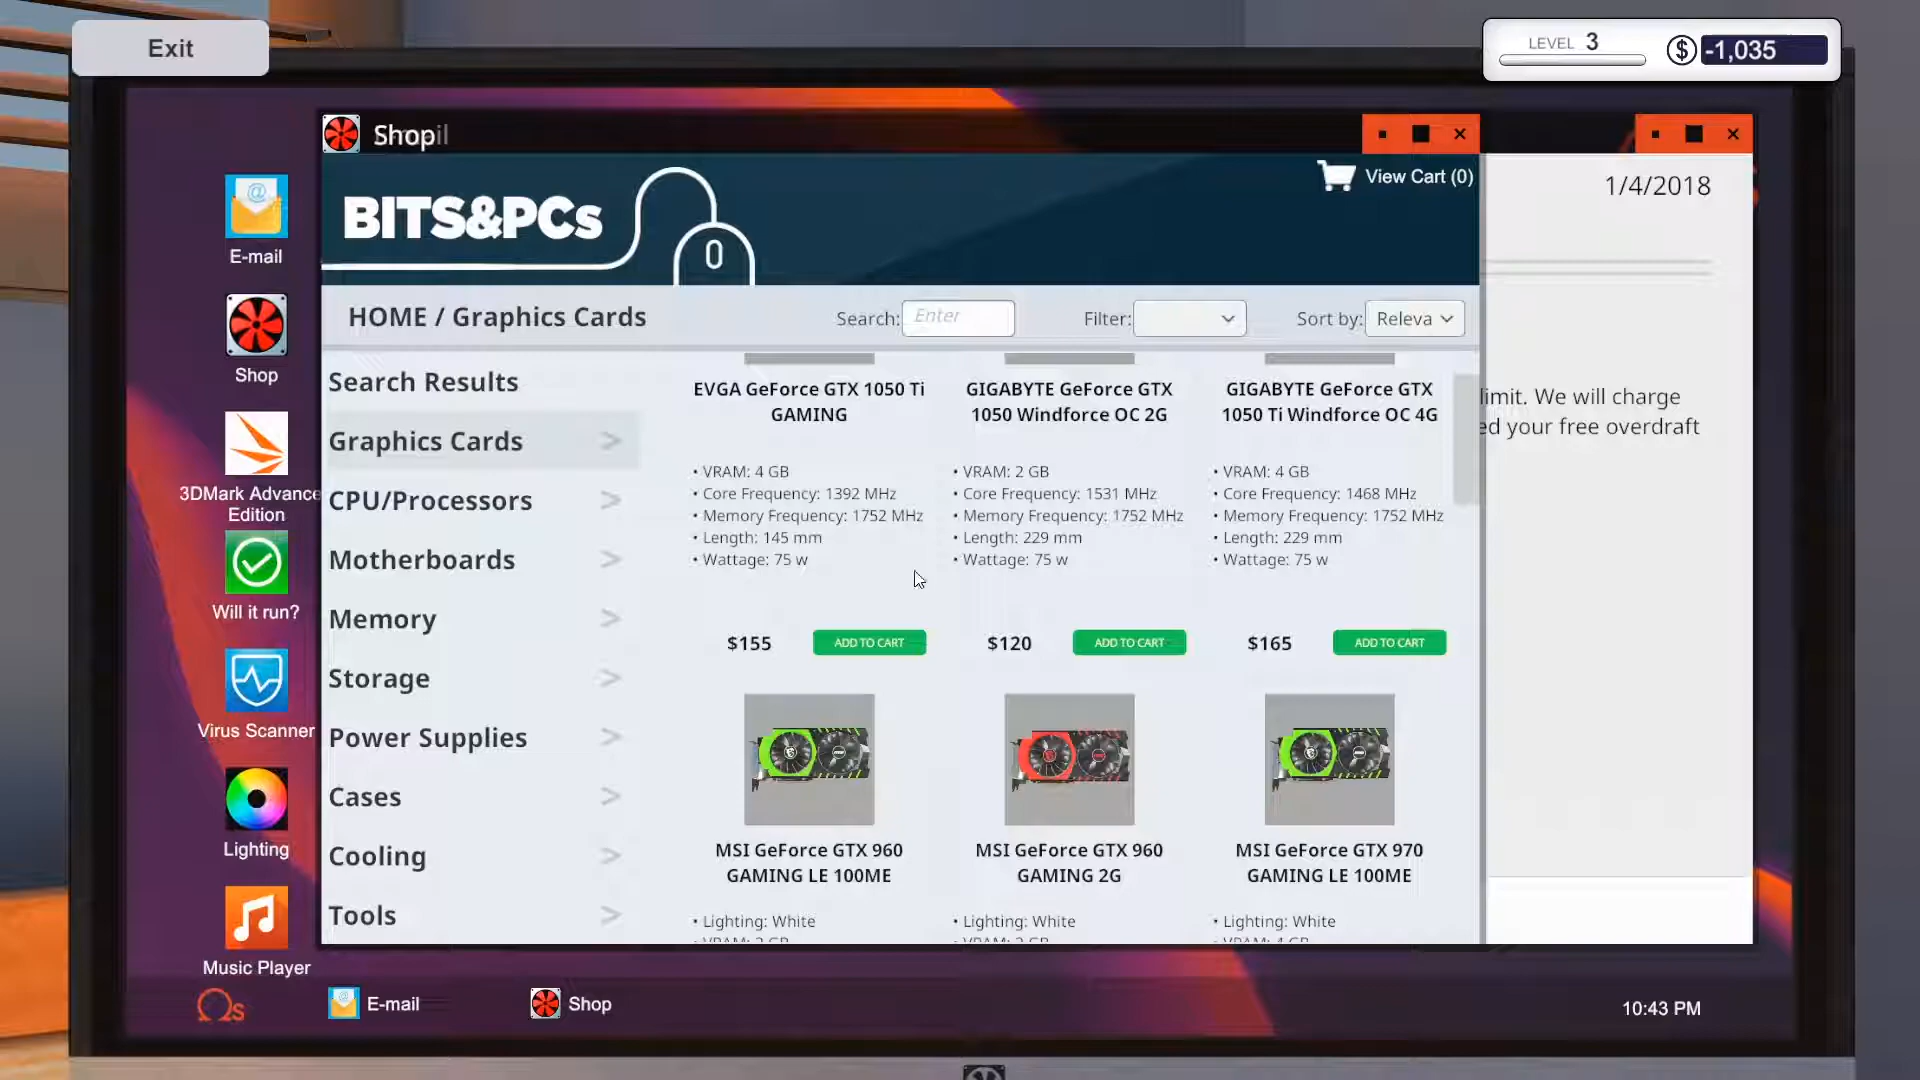 Exit
LEVEL 3
$ -1,035
Shop
View Cart (0)
1/4/2018
BITS&PCs
HOME / Graphics Cards
Search: Enter
Filter:
Sort by: Releva
E-mail
Shop
3DMark Advance
Edition
Will it run?
Virus Scanner
Lighting
Music Player
Search Results
Graphics Cards >
CPU/Processors >
Motherboards >
Memory >
Storage >
Power Supplies >
Cases >
Cooling >
Tools >
EVGA GeForce GTX 1050 Ti
GAMING
• VRAM: 4 GB
• Core Frequency: 1392 MHz
• Memory Frequency: 1752 MHz
• Length: 145 mm
• Wattage: 75 w
$155 ADD TO CART
GIGABYTE GeForce GTX
1050 Windforce OC 2G
• VRAM: 2 GB
• Core Frequency: 1531 MHz
• Memory Frequency: 1752 MHz
• Length: 229 mm
• Wattage: 75 w
$120 ADD TO CART
GIGABYTE GeForce GTX
1050 Ti Windforce OC 4G
• VRAM: 4 GB
• Core Frequency: 1468 MHz
• Memory Frequency: 1752 MHz
• Length: 229 mm
• Wattage: 75 w
$165 ADD TO CART
MSI GeForce GTX 960
GAMING LE 100ME
• Lighting: White
MSI GeForce GTX 960
GAMING 2G
• Lighting: White
MSI GeForce GTX 970
GAMING LE 100ME
• Lighting: White
limit. We will charge
ed your free overdraft
Ωs
E-mail
Shop
10:43 PM